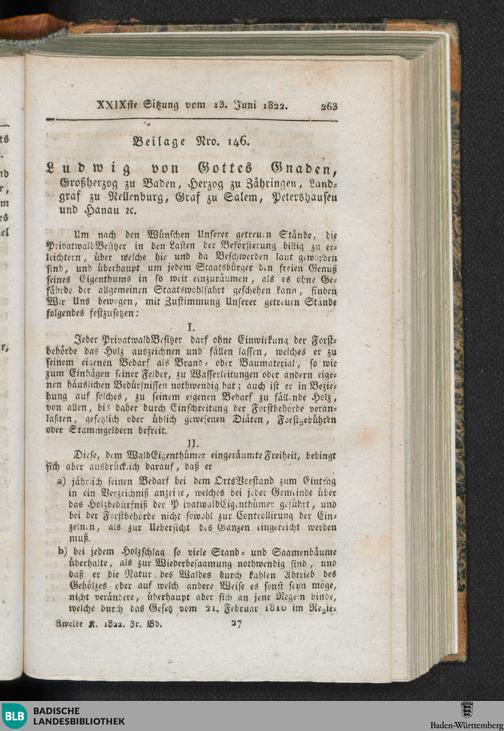 XXIXste Sitzung vom 13. Juni 1822. 263
Beilage Nro. 146.
Ludwig von Gottes Gnaden,
Großherzog zu Baden, Herzog zu Zähringen, Land-
graf zu Nellenburg, Graf zu Salem, Petershausen
und Hanau ꝛc.
Um nach den Wünschen Unserer getreuen Stände, die
PrivatwaldBesitzer in den Lasten der Beförsterung billig zu er-
leichtern, über welche hie und da Beschwerden laut geworden
sind, und überhaupt um jedem Staatsbürger den freien Genuß
seines Eigenthums in so weit einzuräumen, als es ohne Ge-
fährde der allgemeinen Staatswohlfahrt geschehen kann, finden
Wir Uns bewogen, mit Zustimmung Unserer getreuen Stände
folgendes festzusetzen:
I.
Jeder PrivatwaldBesitzer darf ohne Einwirkung der Forst-
behörde das Holz auszeichnen und fällen lassen, welches er zu
seinem eigenen Bedarf als Brand- oder Baumaterial, so wie
zum Einhägen seiner Felder, zu Wasserleitungen oder andern eige-
nen häuslichen Bedürfnissen nothwendig hat; auch ist er in Bezie-
hung auf solches, zu seinem eigenen Bedarf zu fällende Holz,
von allen, bis daher durch Einschreitung der Forstbehörde veran-
laßten, gesetzlich oder üblich gewesenen Diäten, Forstgebühren
oder Stammgeldern befreit.
II.
Diese, dem WaldEigenthümer eingeräumte Freiheit, bedingt
sich aber ausdrücklich darauf, daß er
a) jährlich seinen Bedarf bei dem OrtsVorstand zum Eintrag
in ein Verzeichniß anzeige, welches bei jeder Gemeinde über
das Holzbedürfniß der PrivatwaldEigenthümer geführt, und
bei der Forstbehörde nicht sowohl zur Controllirung der Ein-
zelnen, als zur Uebersicht des Ganzen eingereicht werden
muß.
b) bei jedem Holzschlag so viele Stand- und Saamenbäume
überhalte, als zur Wiederbesaamung nothwendig sind, und
daß er die Natur des Waldes durch kahlen Abtrieb des
Gehölzes oder auf welch andere Weise es sonst seyn möge,
nicht verändere, überhaupt aber sich an jene Regeln binde,
welche durch das Gesetz vom 21. Februar 1810 im Regie-
Zweite K. 1822. 3r. Bd. 27
BLB BADISCHE
LANDESBIBLIOTHEK
Baden-Württemberg